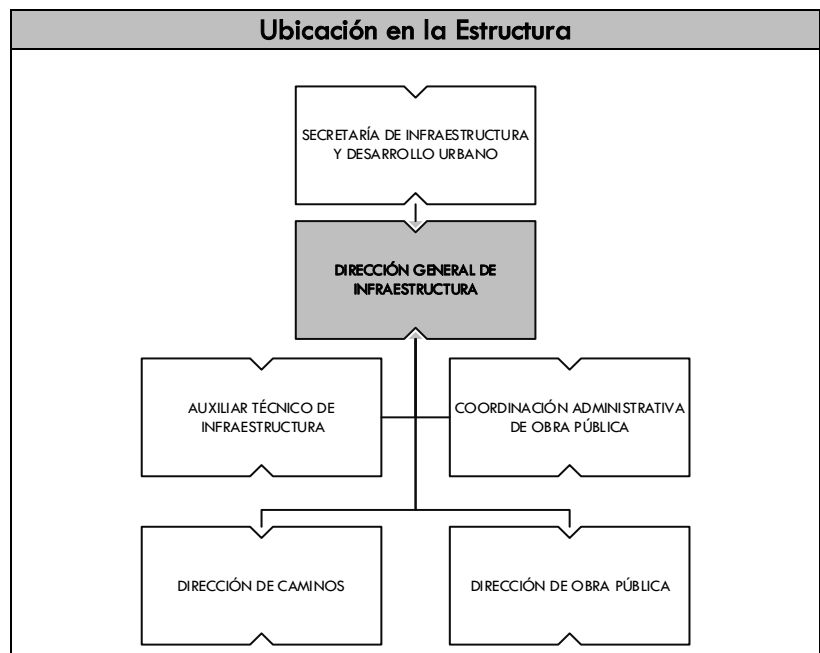 Ubicación en la Estructura
SECRETARÍA DE INFRAESTRUCTURA
Y DESARROLLO URBANO
DIRECCIÓN GENERAL DE
INFRAESTRUCTURA
AUXILIAR TÉCNICO DE
INFRAESTRUCTURA
COORDINACIÓN ADMINISTRATIVA
DE OBRA PÚBLICA
DIRECCIÓN DE CAMINOS
DIRECCIÓN DE OBRA PÚBLICA